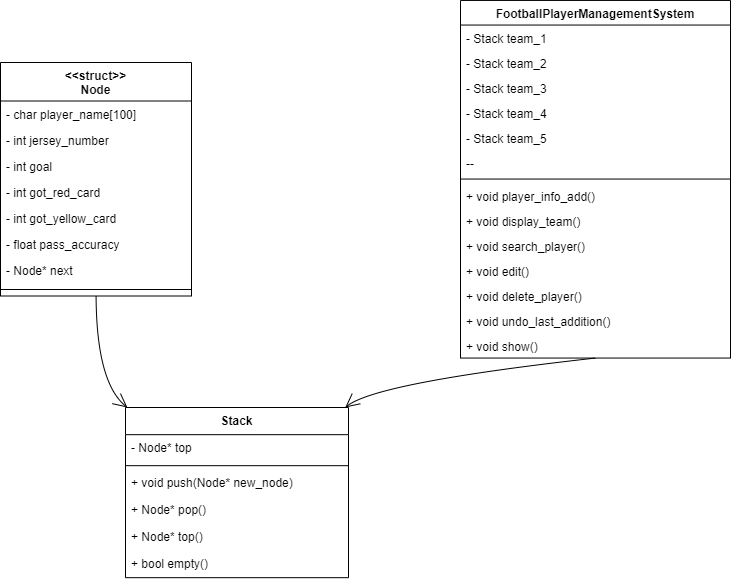 FootballPlayerManagementSystem
- Stack team_1
- Stack team_2
- Stack team_3
- Stack team_4
- Stack team_5
--
+ void player_info_add()
+ void display_team()
+ void search_player()
+ void edit()
+ void delete_player()
+ void undo_last_addition()
+ void show()
<<struct>>
Node
- char player_name[100]
- int jersey_number
- int goal
- int got_red_card
- int got_yellow_card
- float pass_accuracy
- Node* next
Stack
- Node* top
+ void push(Node* new_node)
+ Node* pop()
+ Node* top()
+ bool empty()